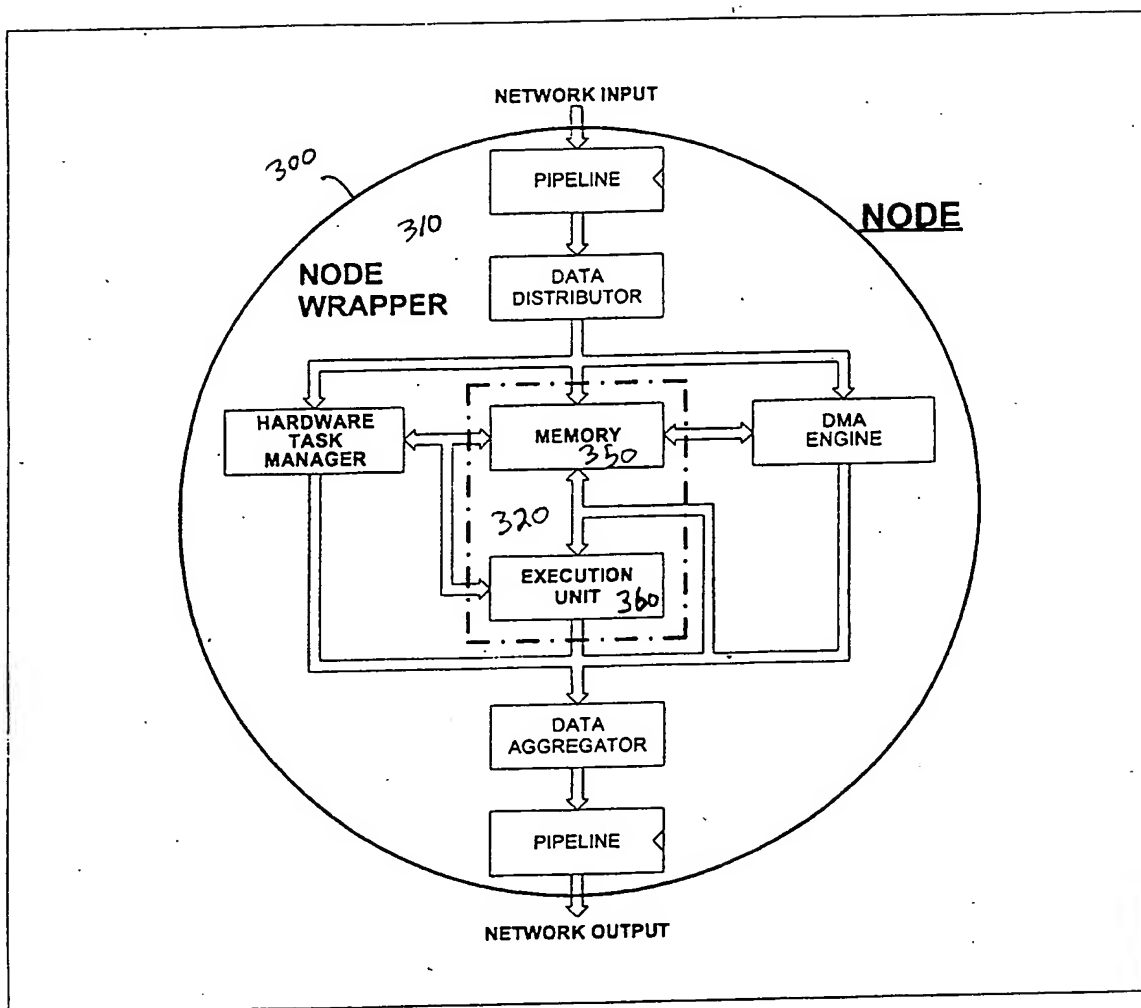 NETWORK INPUT
300
PIPELINE
310
NODE
NODE
WRAPPER
DATA
DISTRIBUTOR
HARDWARE
TASK
MANAGER
MEMORY
350
DMA
ENGINE
320
EXECUTION
UNIT 360
DATA
AGGREGATOR
PIPELINE
NETWORK OUTPUT